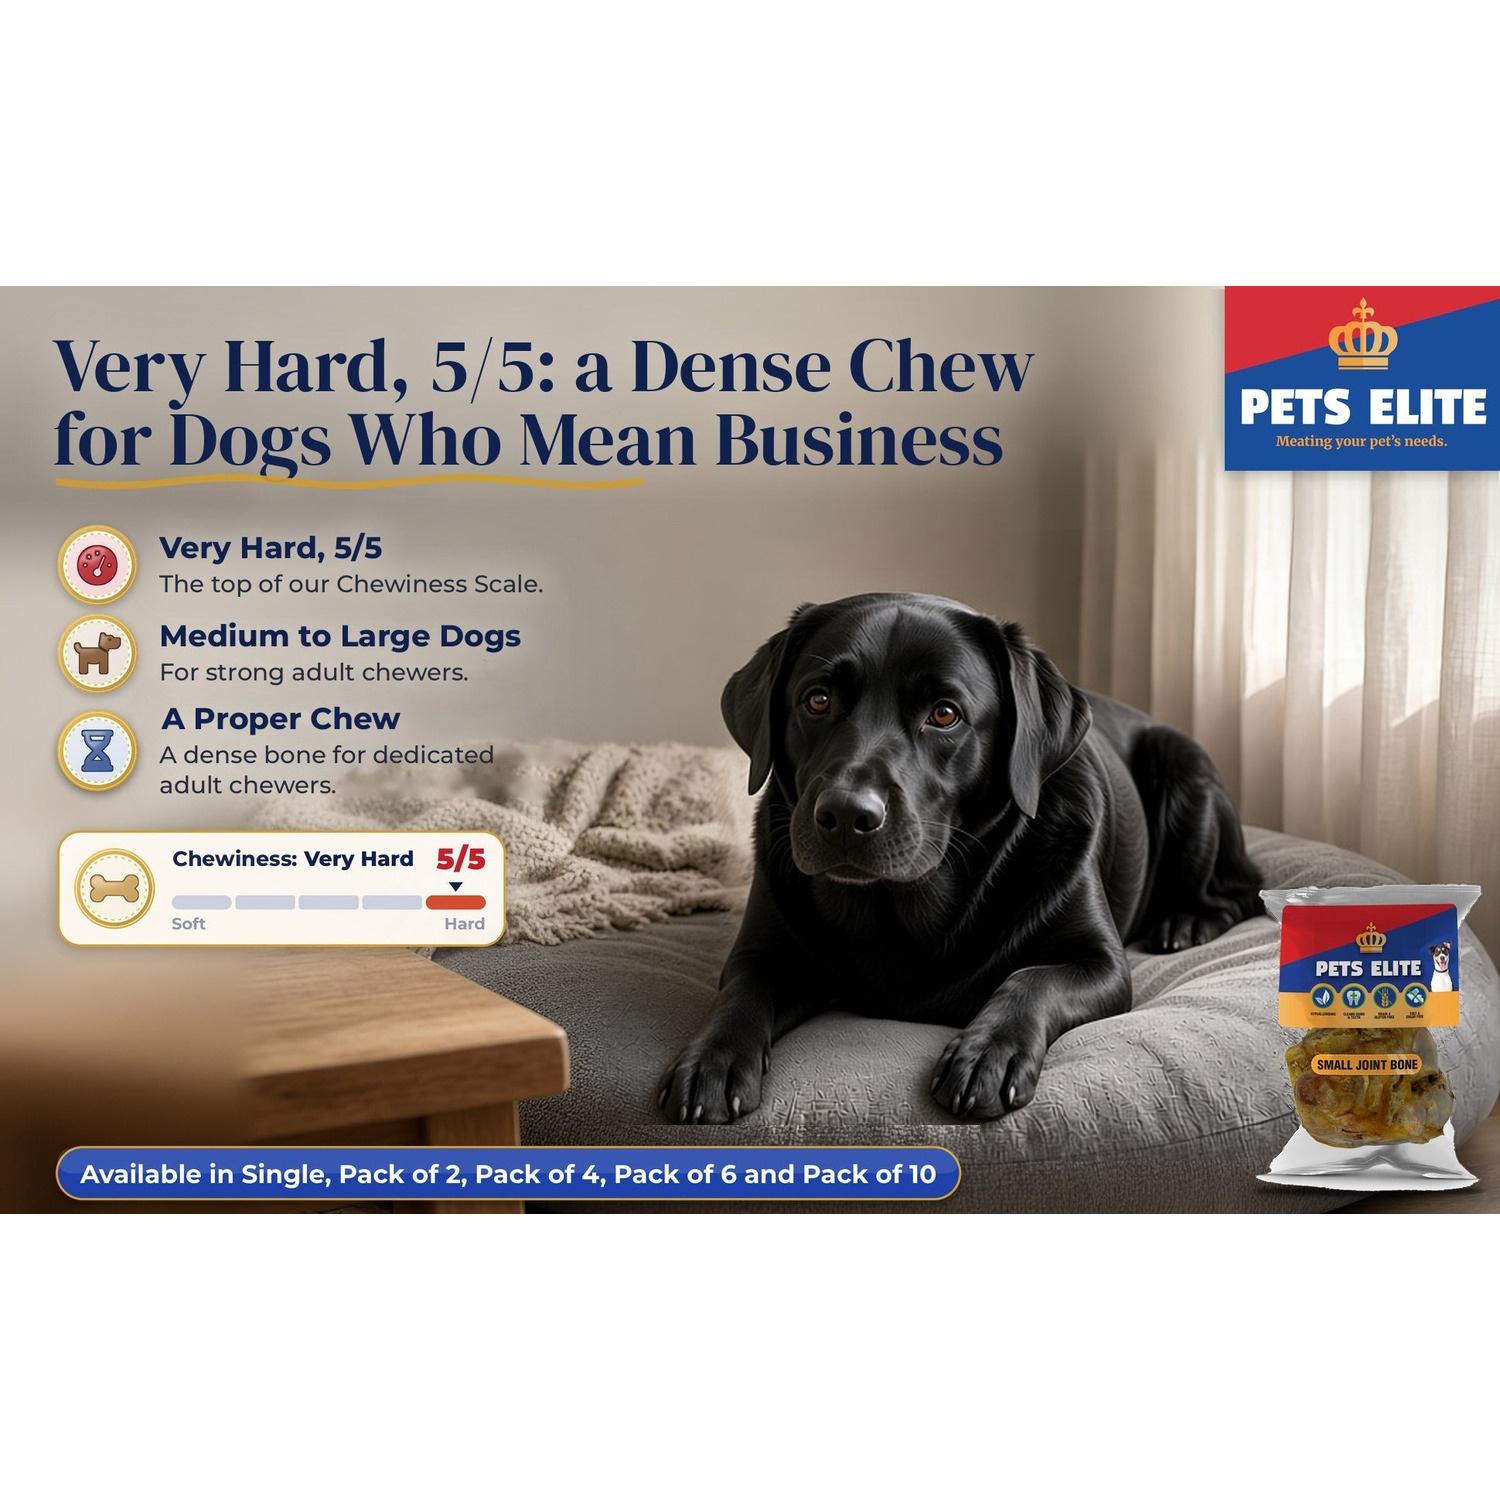 Very Hard, 5/5: a Dense Chew
for Dogs Who Mean Business
PETS ELITE
Meating your pet's needs.
Very Hard, 5/5
The top of our Chewiness Scale.
Medium to Large Dogs
For strong adult chewers.
A Proper Chew
A dense bone for dedicated
adult chewers.
Chewiness: Very Hard 5/5
Soft Hard
PETS ELITE
HYPOALLERGENIC
SMALL JOINT BONE
Available in Single, Pack of 2, Pack of 4, Pack of 6 and Pack of 10